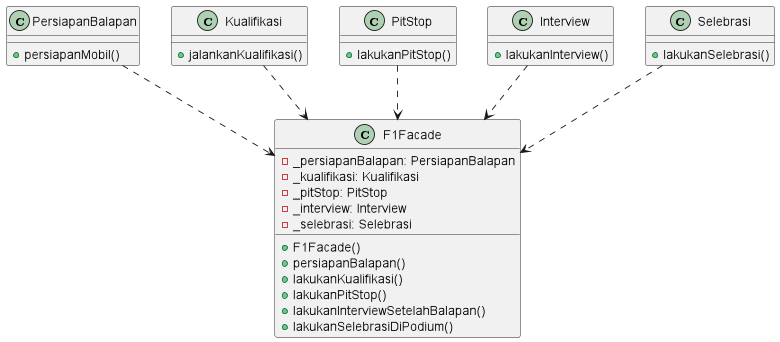 C PersiapanBalapan
persiapanMobil()
C Kualifikasi
jalankanKualifikasi()
C PitStop
lakukanPitStop()
C Interview
lakukanInterview()
C Selebrasi
lakukanSelebrasi()
C F1Facade
_persiapanBalapan: PersiapanBalapan
_kualifikasi: Kualifikasi
_pitStop: PitStop
_interview: Interview
_selebrasi: Selebrasi
F1Facade()
persiapanBalapan()
lakukanKualifikasi()
lakukanPitStop()
lakukanInterviewSetelahBalapan()
lakukanSelebrasiDiPodium()